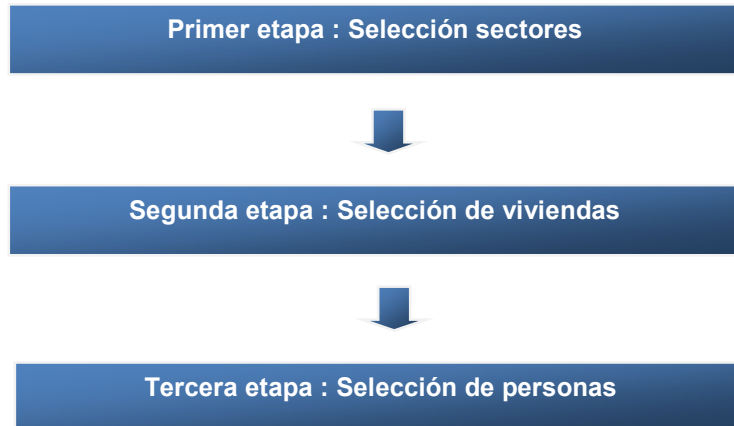 Primer etapa : Selección sectores
Segunda etapa : Selección de viviendas
Tercera etapa : Selección de personas